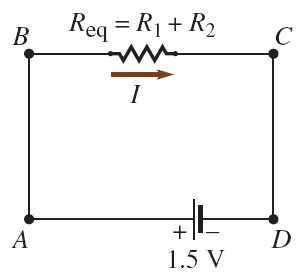 B R_eq = R_1 + R_2 C
I
A + − D
1.5 V